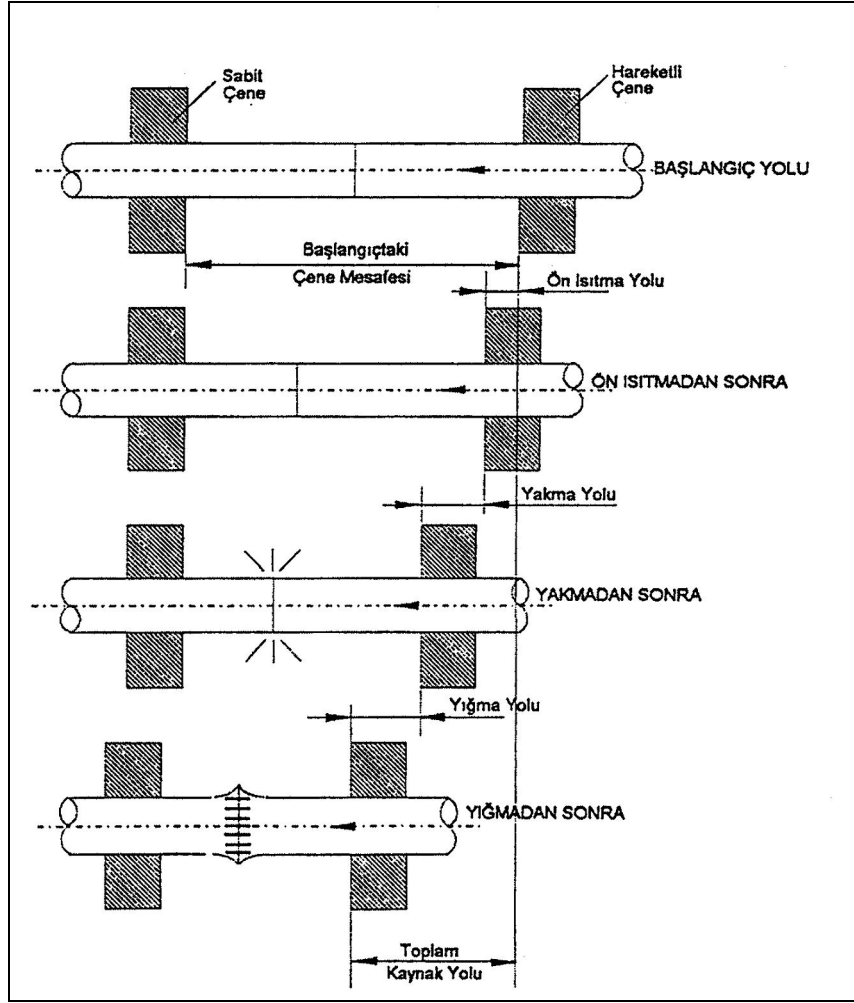 Sabit
Çene
Hareketli
Çene
BAŞLANGIÇ YOLU
Başlangıçtaki
Çene Mesafesi
Ön Isıtma Yolu
ÖN ISITMADAN SONRA
Yakma Yolu
YAKMADAN SONRA
Yığma Yolu
YIĞMADAN SONRA
Toplam
Kaynak Yolu